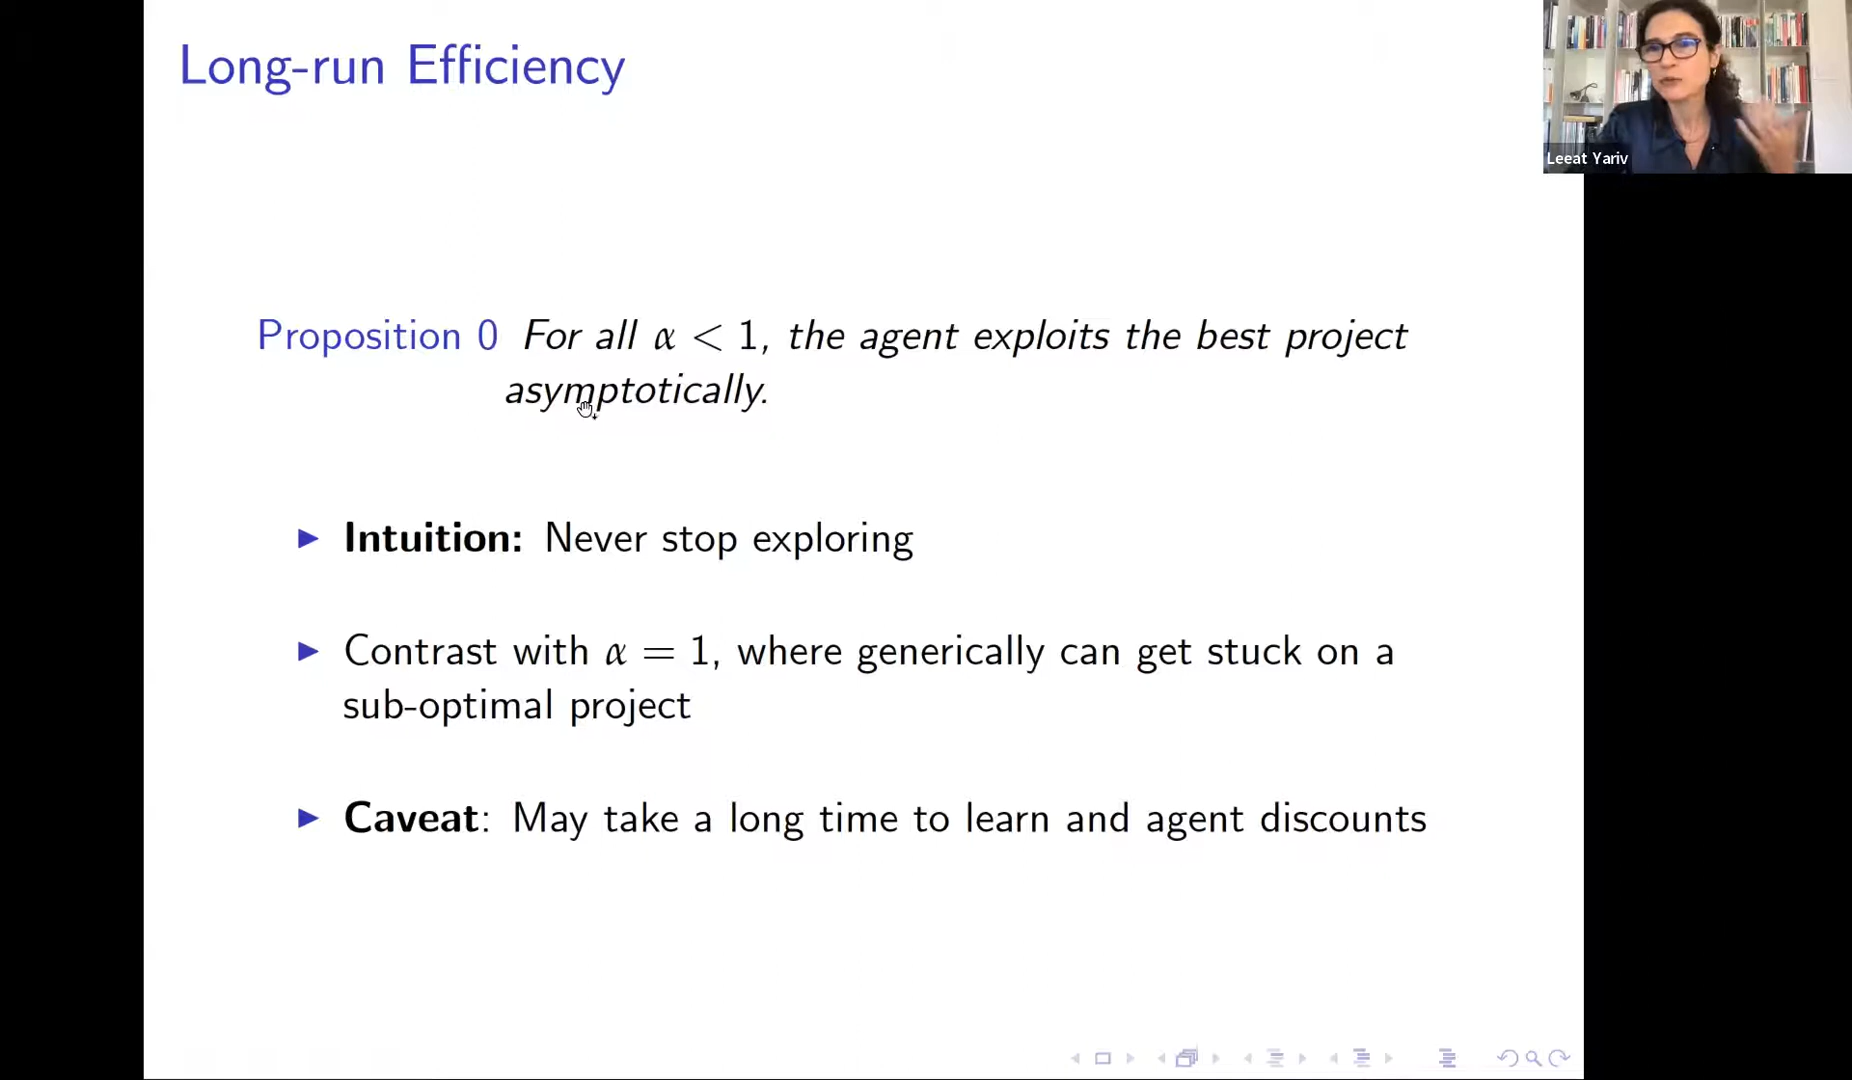 Long-run Efficiency
Leeat Yariv
Proposition 0 For all α < 1, the agent exploits the best project
asymptotically.
▶ Intuition: Never stop exploring
▶ Contrast with α = 1, where generically can get stuck on a
sub-optimal project
▶ Caveat: May take a long time to learn and agent discounts